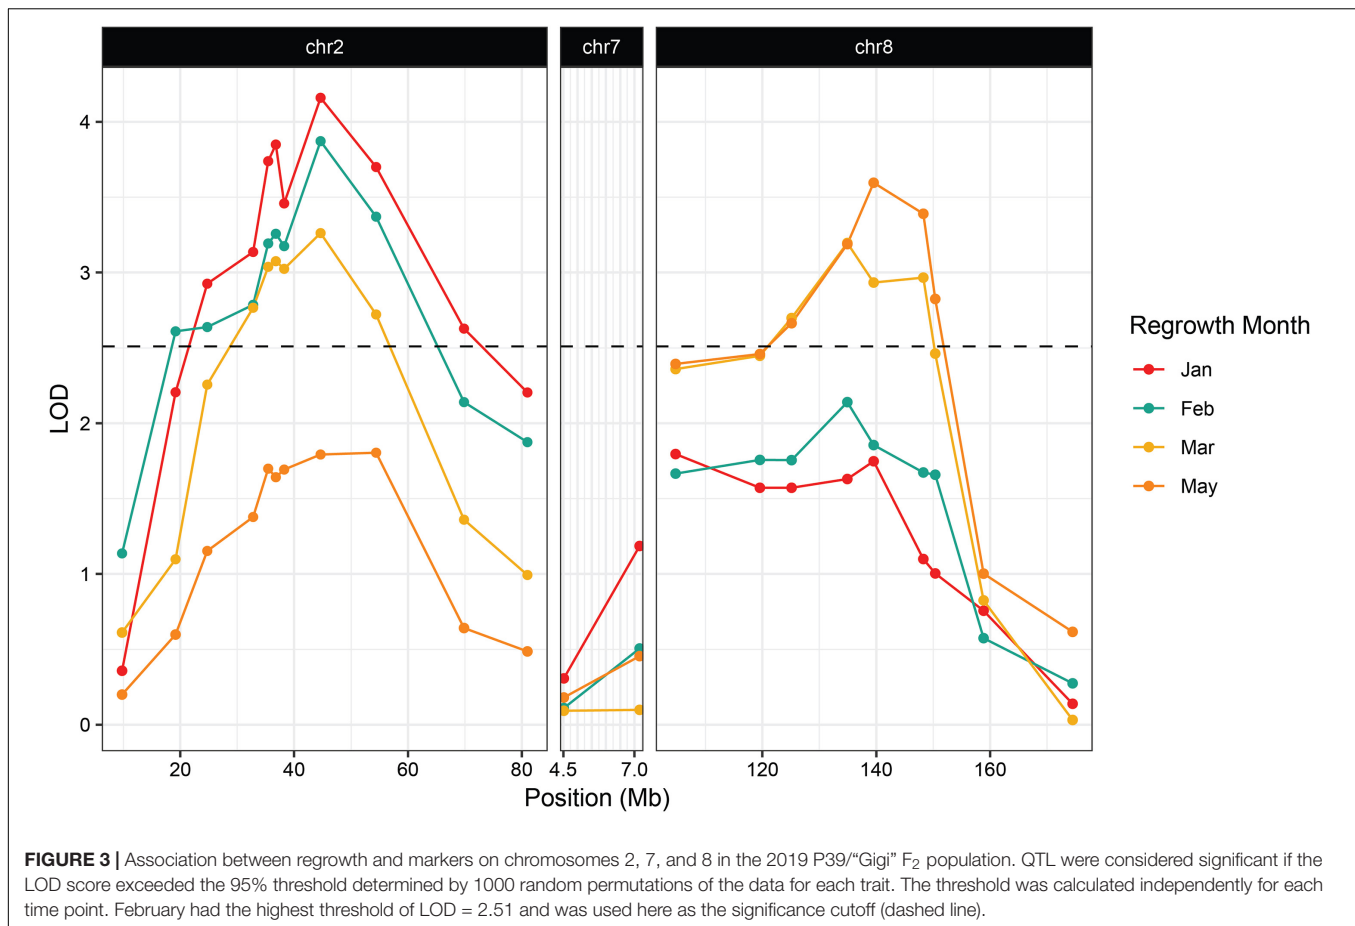 chr2
chr7
chr8
4
3
2
1
0
LOD
20
40
60
80
4.5
7.0
120
140
160
Position (Mb)
Regrowth Month
Jan
Feb
Mar
May
FIGURE 3 | Association between regrowth and markers on chromosomes 2, 7, and 8 in the 2019 P39/“Gigi” F2 population. QTL were considered significant if the
LOD score exceeded the 95% threshold determined by 1000 random permutations of the data for each trait. The threshold was calculated independently for each
time point. February had the highest threshold of LOD = 2.51 and was used here as the significance cutoff (dashed line).